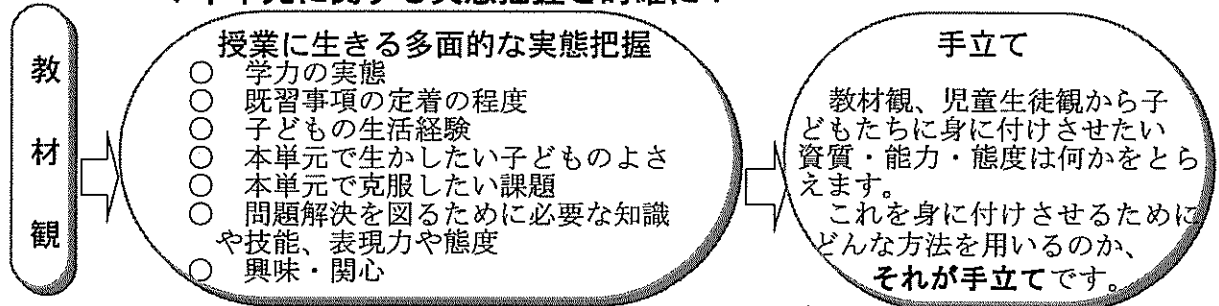 教材観
授業に生きる多面的な実態把握
○ 学力の実態
○ 既習事項の定着の程度
○ 子どもの生活経験
○ 本単元で生かしたい子どものよさ
○ 本単元で克服したい課題
○ 問題解決を図るために必要な知識
や技能、表現力や態度
○ 興味・関心
手立て
教材観、児童生徒観から子
どもたちに身に付けさせたい
資質・能力・態度は何かをとら
えます。
これを身に付けさせるために
どんな方法を用いるのか、
それが手立てです。